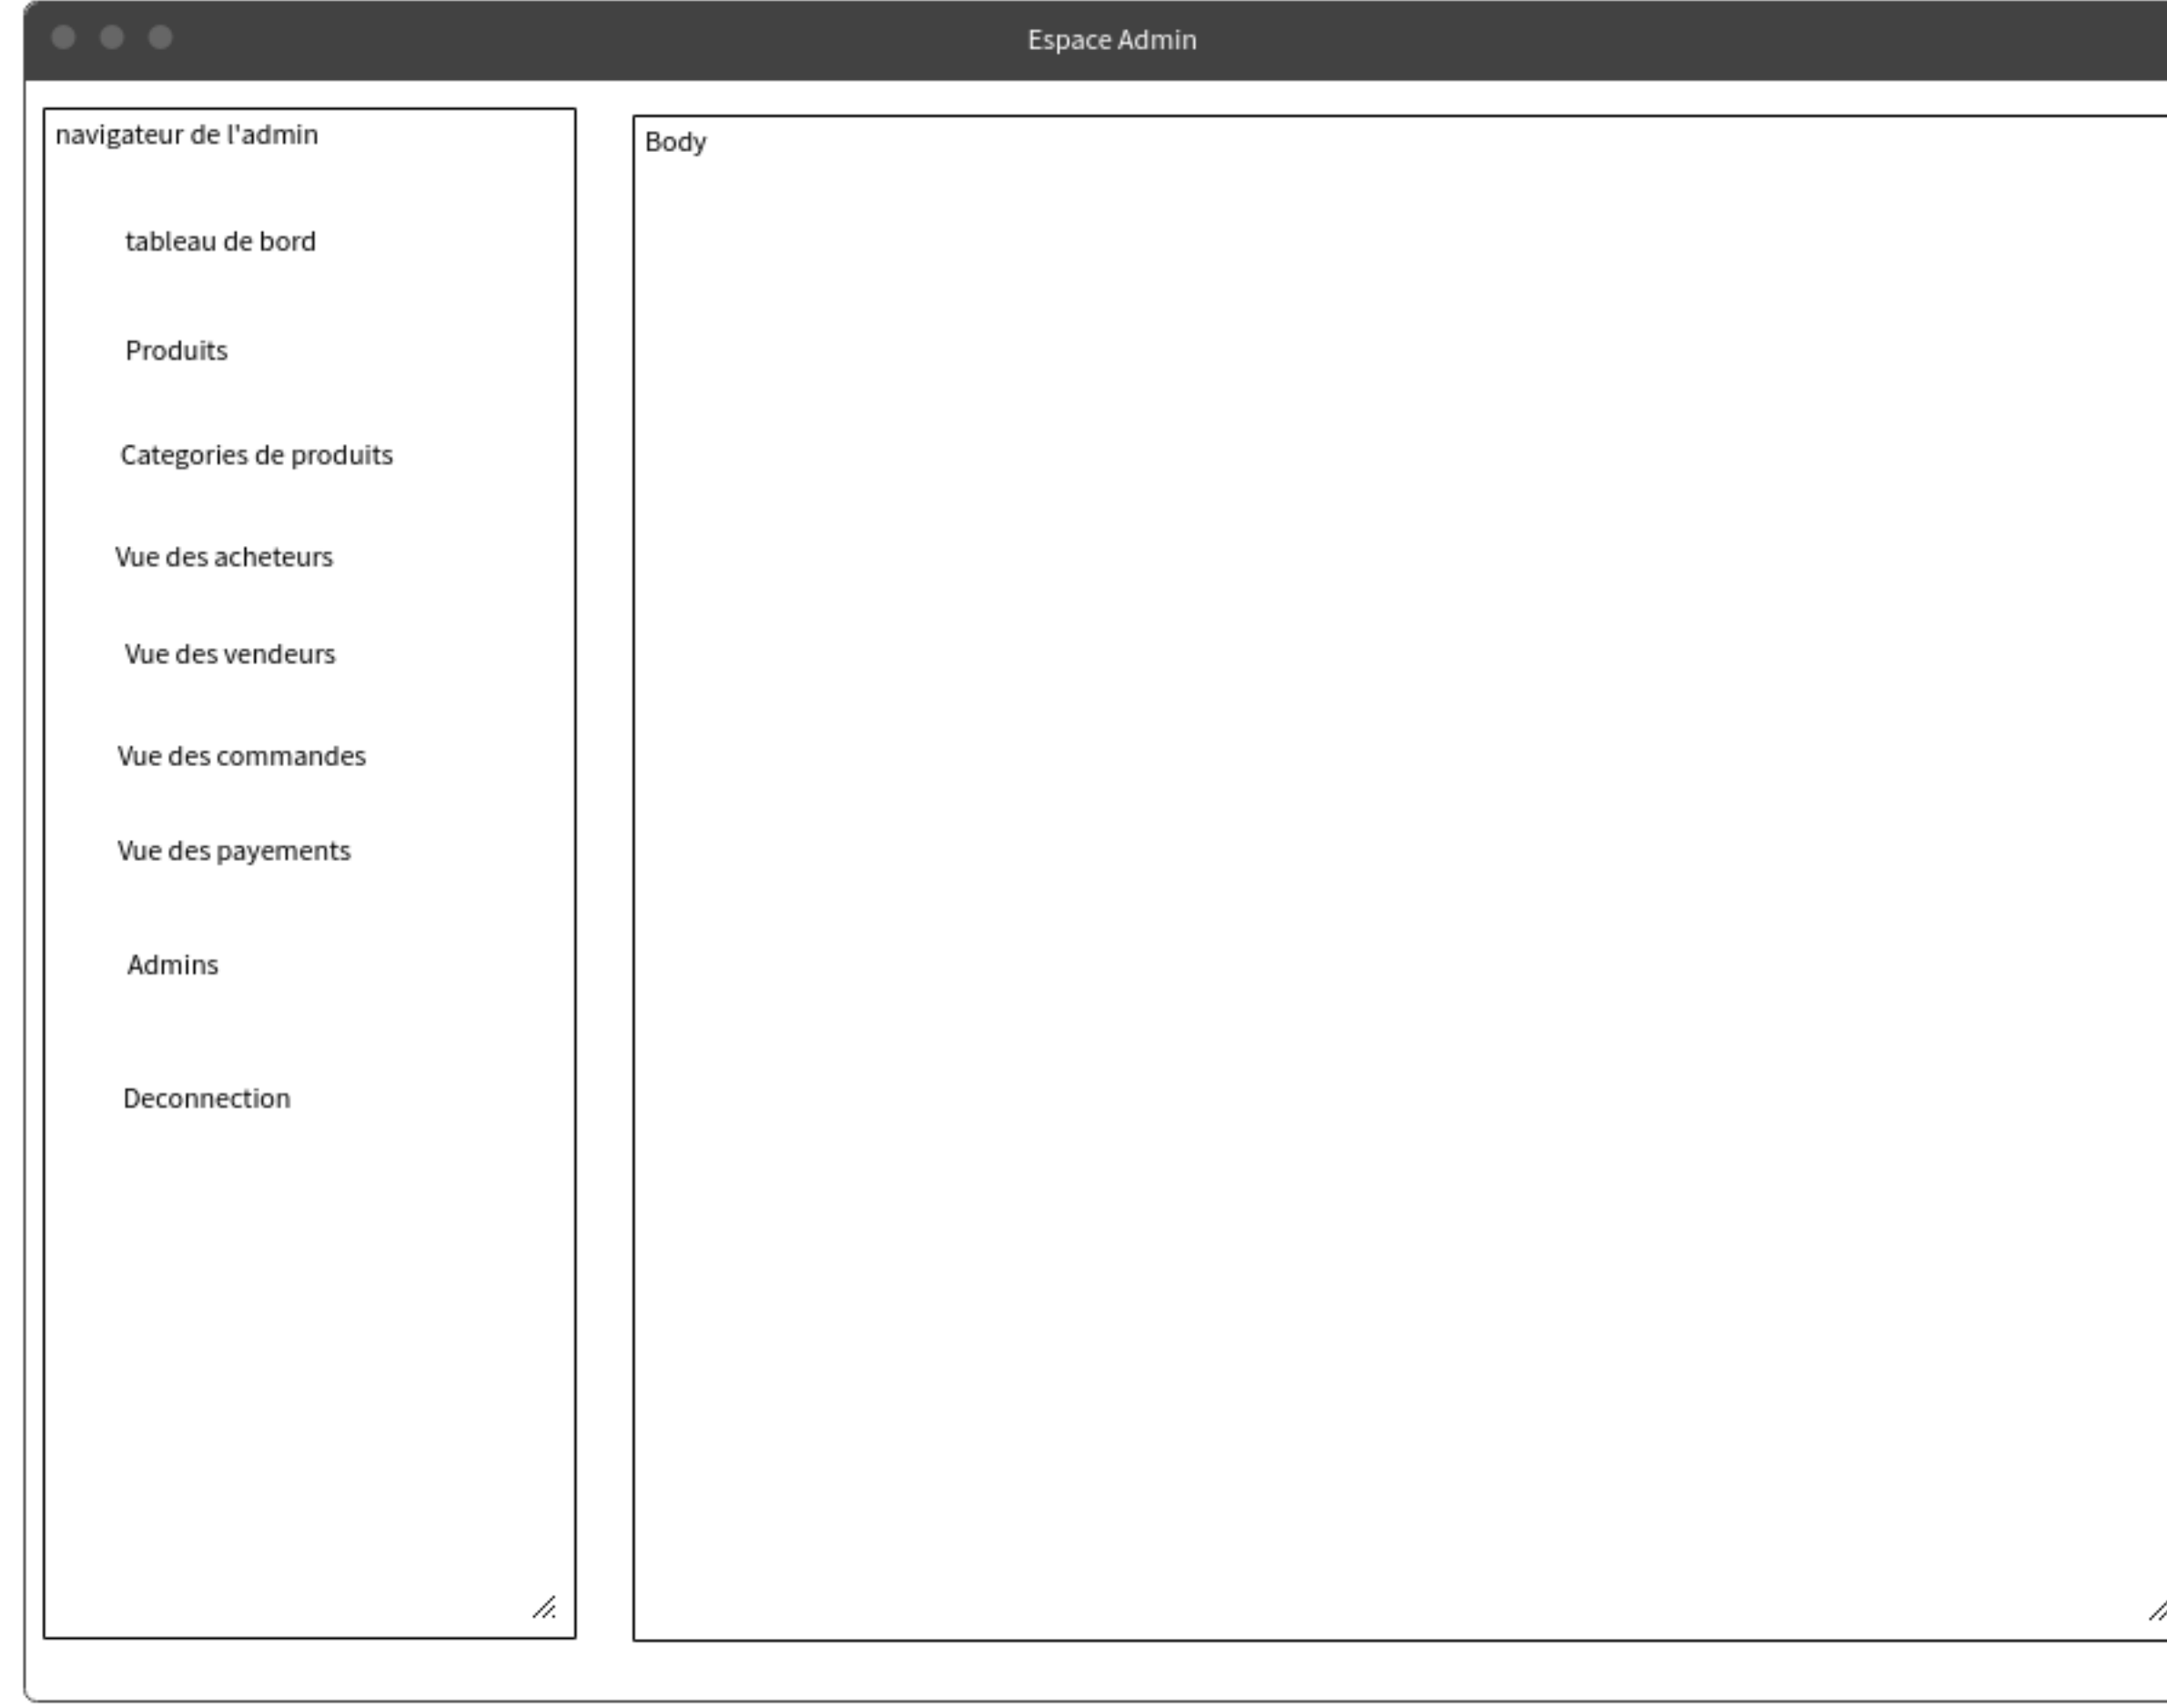 Espace Admin
navigateur de l'admin
tableau de bord
Produits
Categories de produits
Vue des acheteurs
Vue des vendeurs
Vue des commandes
Vue des payements
Admins
Deconnection
Body